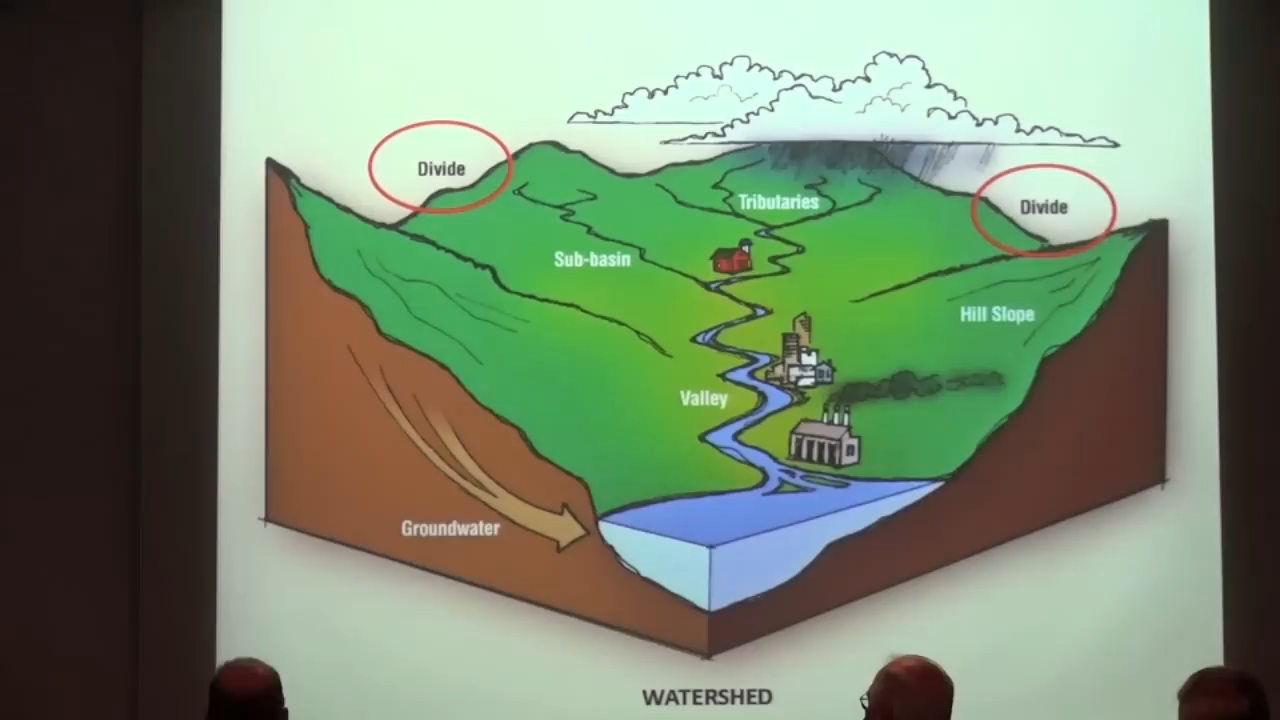 Divide
Tributaries
Divide
Sub-basin
Hill Slope
Valley
Groundwater
WATERSHED